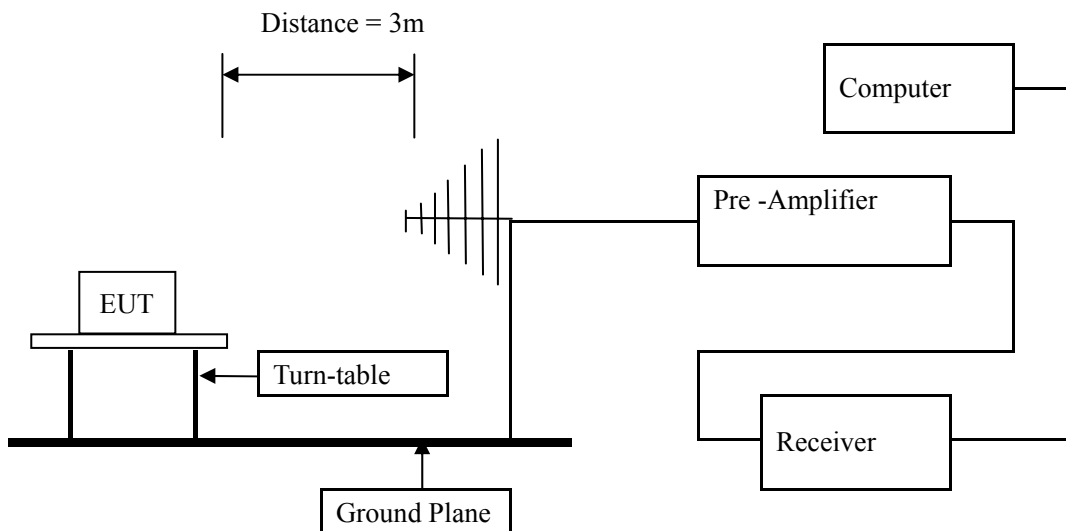 Distance = 3m
Computer
Pre -Amplifier
EUT
Turn-table
Receiver
Ground Plane